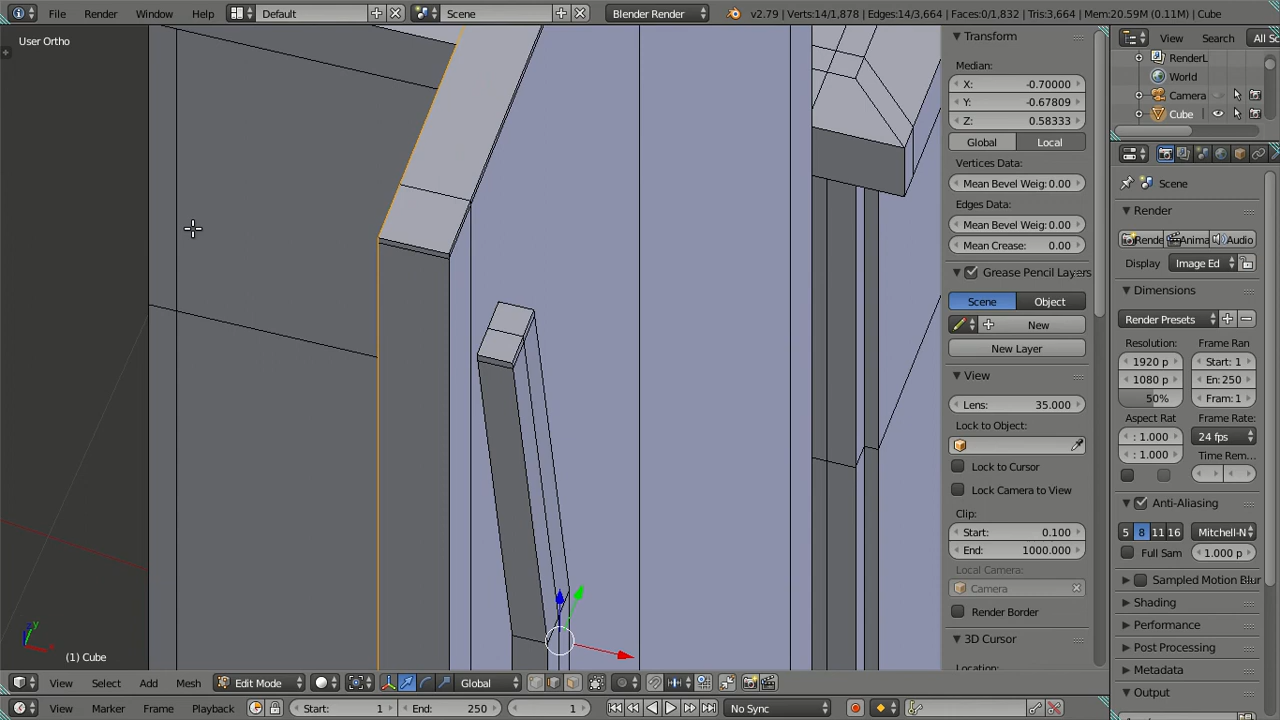 File Render Window Help Default Scene Blender Render v2.79 | Verts:14/1,878 | Edges:14/3,664 | Faces:0/1,832 | Tris:3,664 | Mem:20.59M (0.11M) | Cube
User Ortho
(1) Cube
Transform
Median:
X: -0.70000
Y: -0.67809
Z: 0.58333
Global Local
Vertices Data:
Mean Bevel Weig: 0.00
Edges Data:
Mean Bevel Weig: 0.00
Mean Crease: 0.00
Grease Pencil Layers
Scene Object
New
New Layer
View
Lens: 35.000
Lock to Object:
Lock to Cursor
Lock Camera to View
Clip:
Start: 0.100
End: 1000.000
Local Camera:
Camera
Render Border
3D Cursor
Location:
View Search All Sc
RenderL
World
Camera
Cube
Scene
Render
Rende Anima Audio
Display Image Ed
Dimensions
Render Presets
Resolution: Frame Ran
1920 p Start: 1
1080 p En: 250
50% Fram: 1
Aspect Rat Frame Rate:
: 1.000 24 fps
: 1.000 Time Rem...
Anti-Aliasing
5 8 11 16 Mitchell-N
Full Sam 1.000 p
Sampled Motion Blur
Shading
Performance
Post Processing
Metadata
Output
View Select Add Mesh Edit Mode Global
View Marker Frame Playback Start: 1 End: 250 1 No Sync